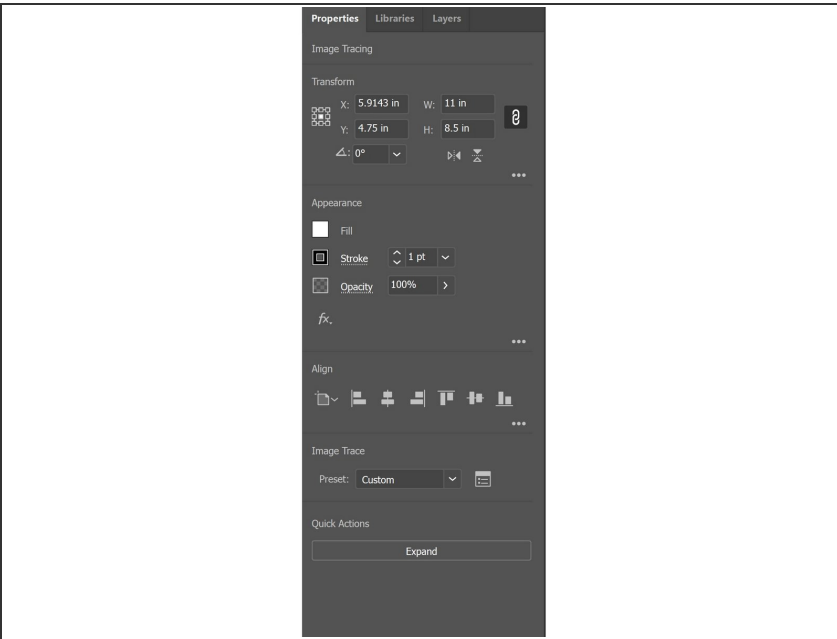 Properties Libraries Layers
Image Tracing
Transform
X: 5.9143 in W: 11 in
Y: 4.75 in H: 8.5 in
: 0°
Appearance
Fill
Stroke 1 pt
Opacity 100%
fx.
Align
Image Trace
Preset: Custom
Quick Actions
Expand